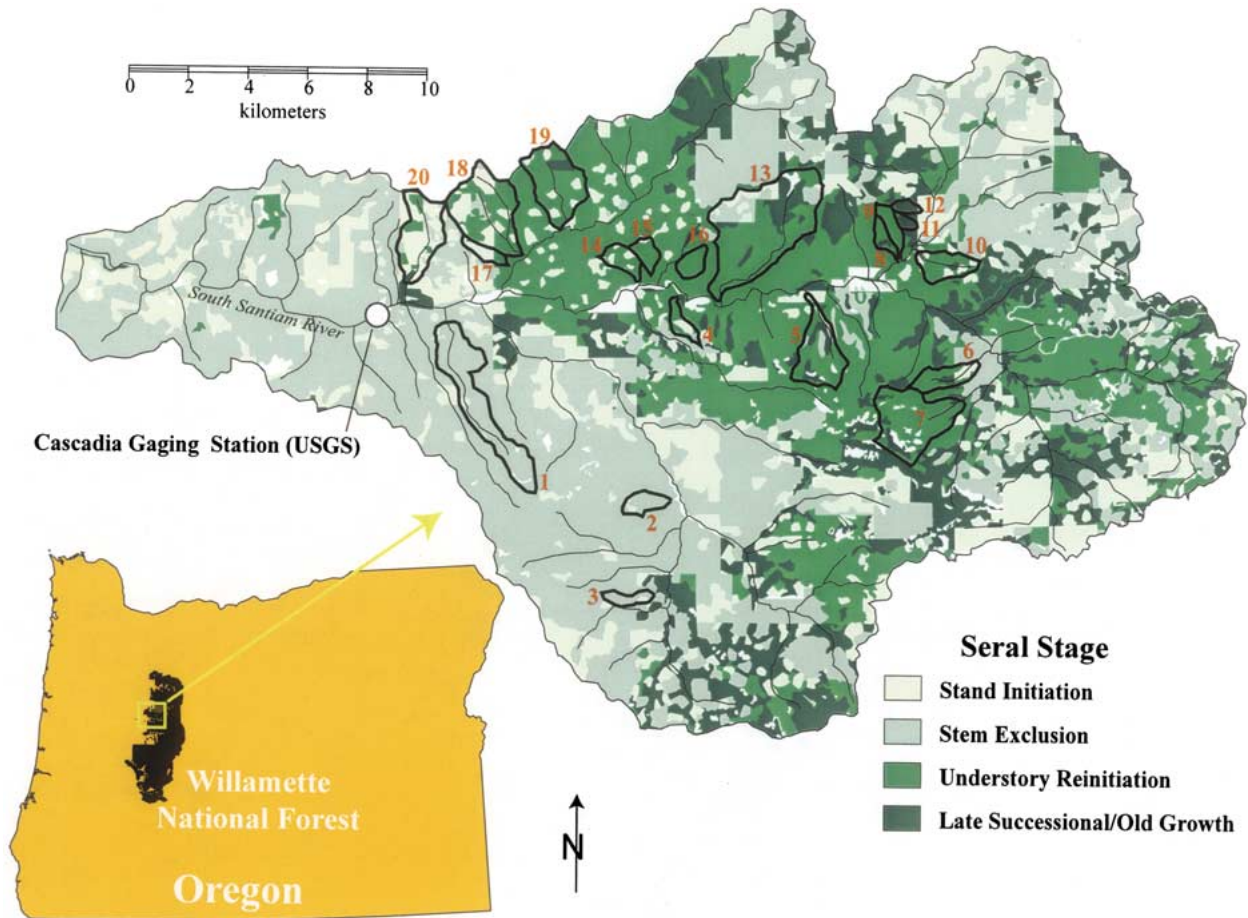 0 2 4 6 8 10
kilometers
19
18
20
13
12
9
15
14
16
11
8
10
17
South Santiam River
4
5
6
7
Cascadia Gaging Station (USGS)
1
2
3
Seral Stage
Stand Initiation
Stem Exclusion
Understory Reinitiation
Late Successional/Old Growth
Willamette
National Forest
N
Oregon